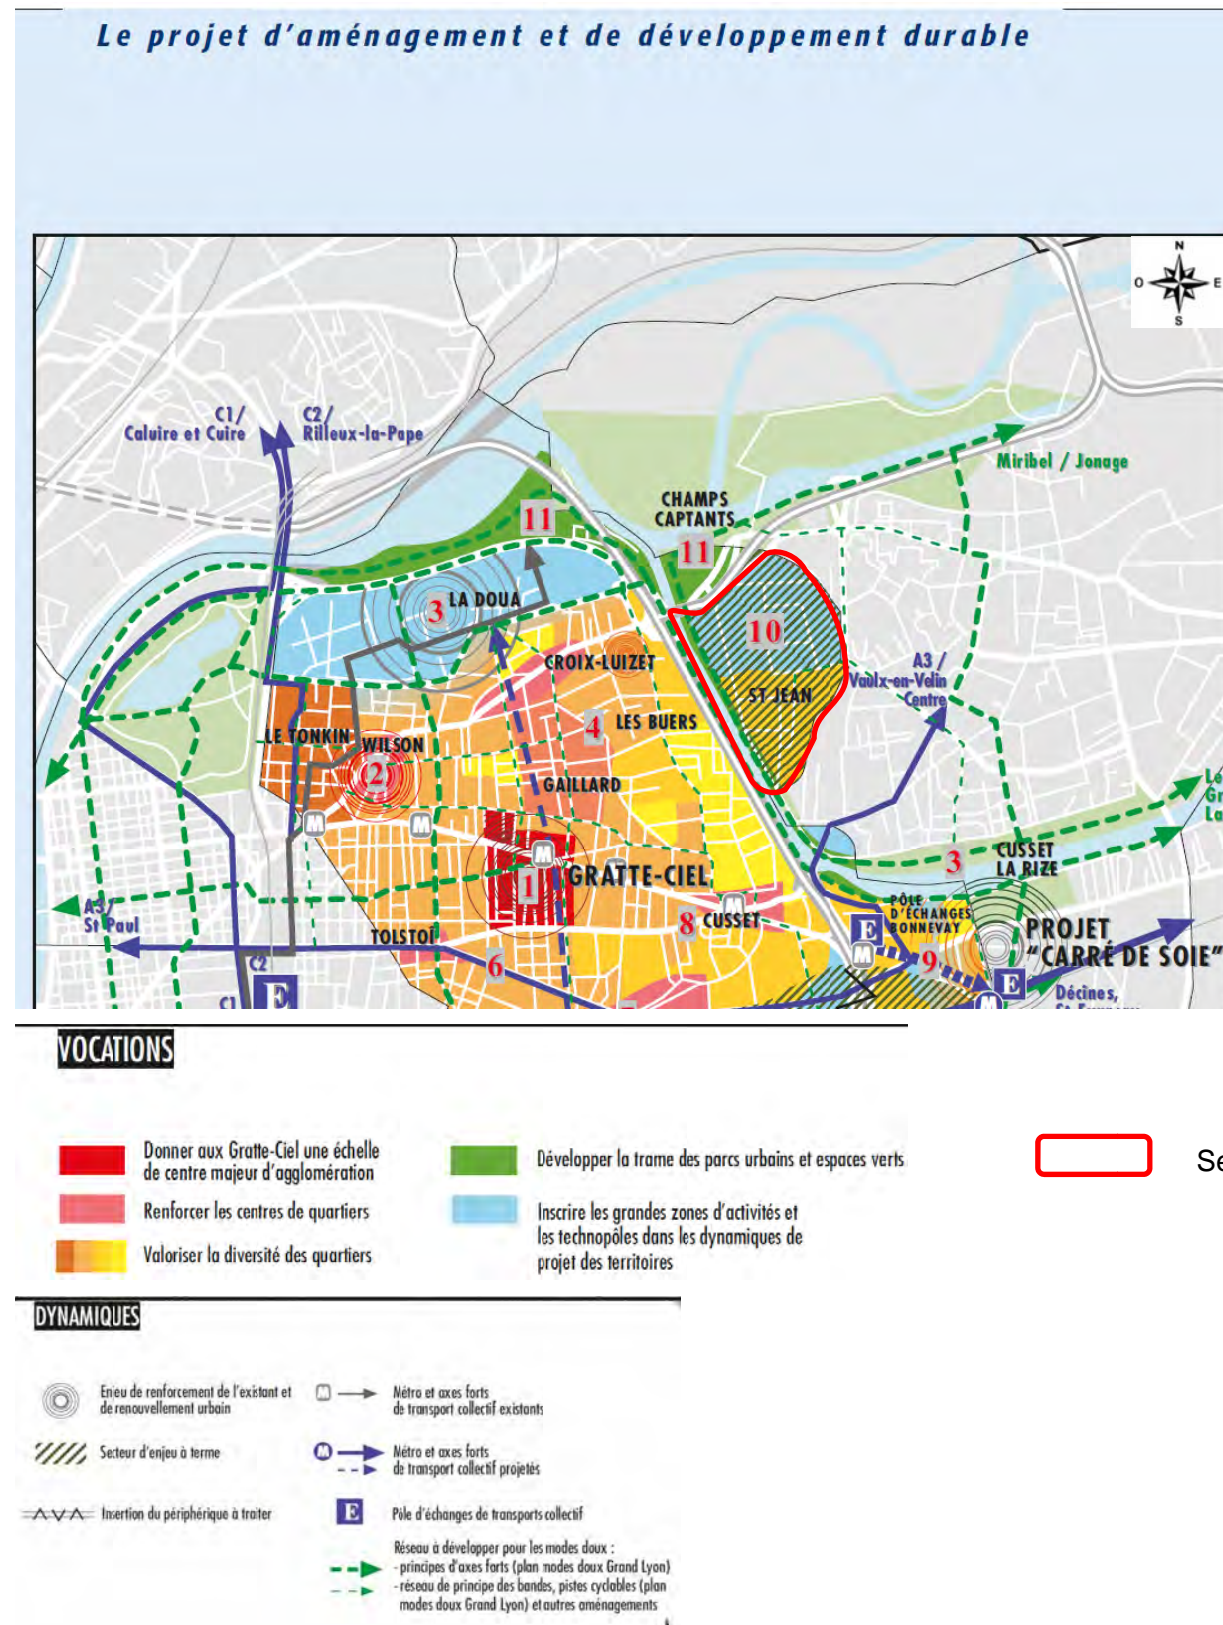 Le projet d'aménagement et de développement durable
N
O
E
S
C1/
Caluire et Cuire
C2/
Rilleux-la-Pape
Miribel / Jonage
CHAMPS
CAPTANTS
11
11
3
LA DOUA
10
CROIX-LUIZET
A3 /
Vaulx-en-Velin
Centre
ST JEAN
4
LES BUERS
LE TONKIN
WILSON
2
GAILLARD
M
M
M
Le
Gr
La
1
GRATTE-CIEL
3
CUSSET
LA RIZE
A3/
St Paul
TOLSTOÏ
8
CUSSET
M
PÔLE
D'ÉCHANGES
BONNEVAY
E
M
PROJET
"CARRÉ DE SOIE"
6
9
C2
E
C1
E
M
Décines,
VOCATIONS
Donner aux Gratte-Ciel une échelle
de centre majeur d'agglomération
Renforcer les centres de quartiers
Valoriser la diversité des quartiers
Développer la trame des parcs urbains et espaces verts
Inscrire les grandes zones d'activités et
les technopôles dans les dynamiques de
projet des territoires
Se
DYNAMIQUES
Enjeu de renforcement de l'existant et
de renouvellement urbain
Secteur d'enjeu à terme
Insertion du périphérique à traiter
M
Métro et axes forts
de transport collectif existants
M
Métro et axes forts
de transport collectif projetés
E
Pôle d'échanges de transports collectif
Réseau à développer pour les modes doux :
- principes d'axes forts (plan modes doux Grand Lyon)
- réseau de principe des bandes, pistes cyclables (plan
modes doux Grand Lyon) et autres aménagements